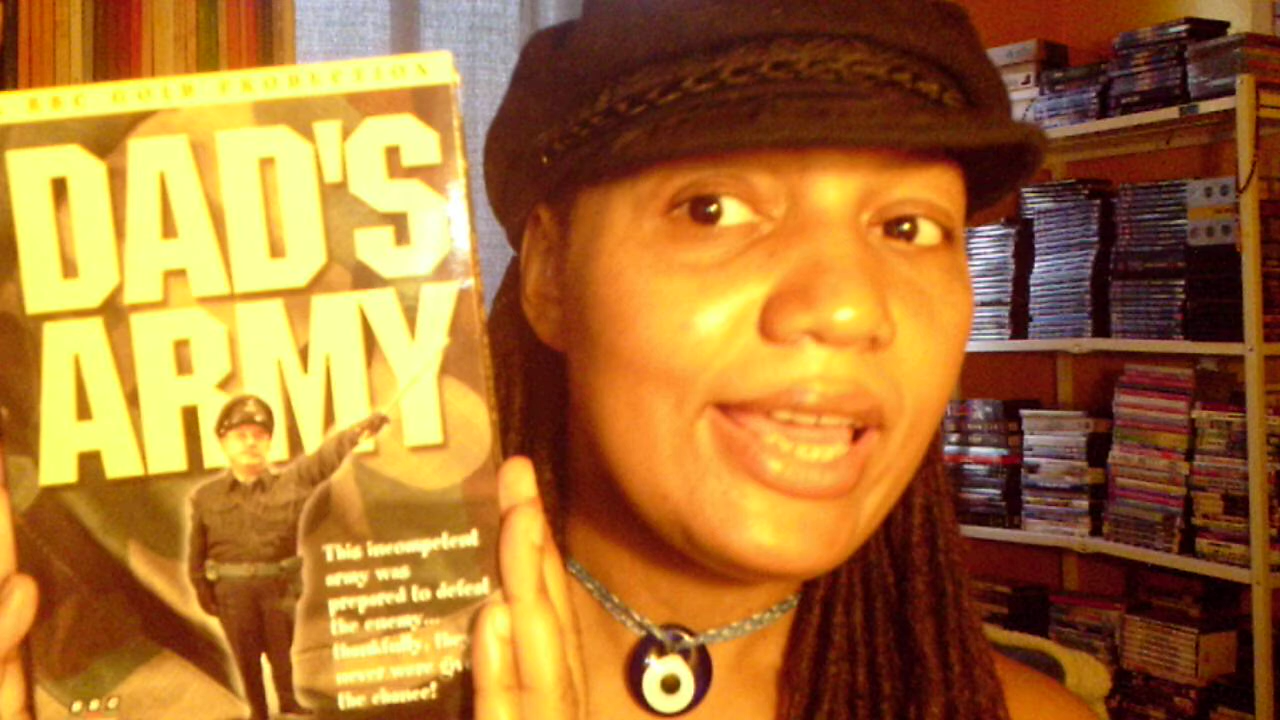 BBC GOLD PRODUCTION
DAD'S
ARMY
This incompetent
army was
prepared to defeat
the enemy...
thankfully, they
never were
the chance!
BBC